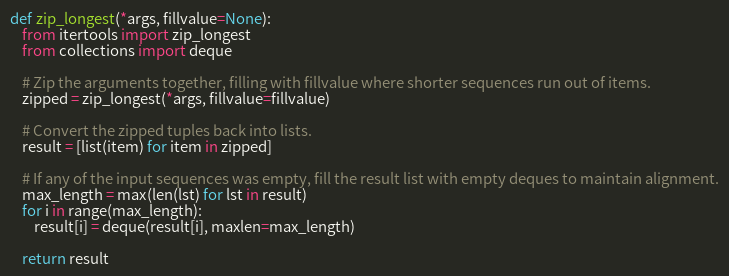 def zip_longest(*args, fillvalue=None):
from itertools import zip_longest
from collections import deque
# Zip the arguments together, filling with fillvalue where shorter sequences run out of items.
zipped = zip_longest(*args, fillvalue=fillvalue)
# Convert the zipped tuples back into lists.
result = [list(item) for item in zipped]
# If any of the input sequences was empty, fill the result list with empty deques to maintain alignment.
max_length = max(len(lst) for lst in result)
for i in range(max_length):
result[i] = deque(result[i], maxlen=max_length)
return result